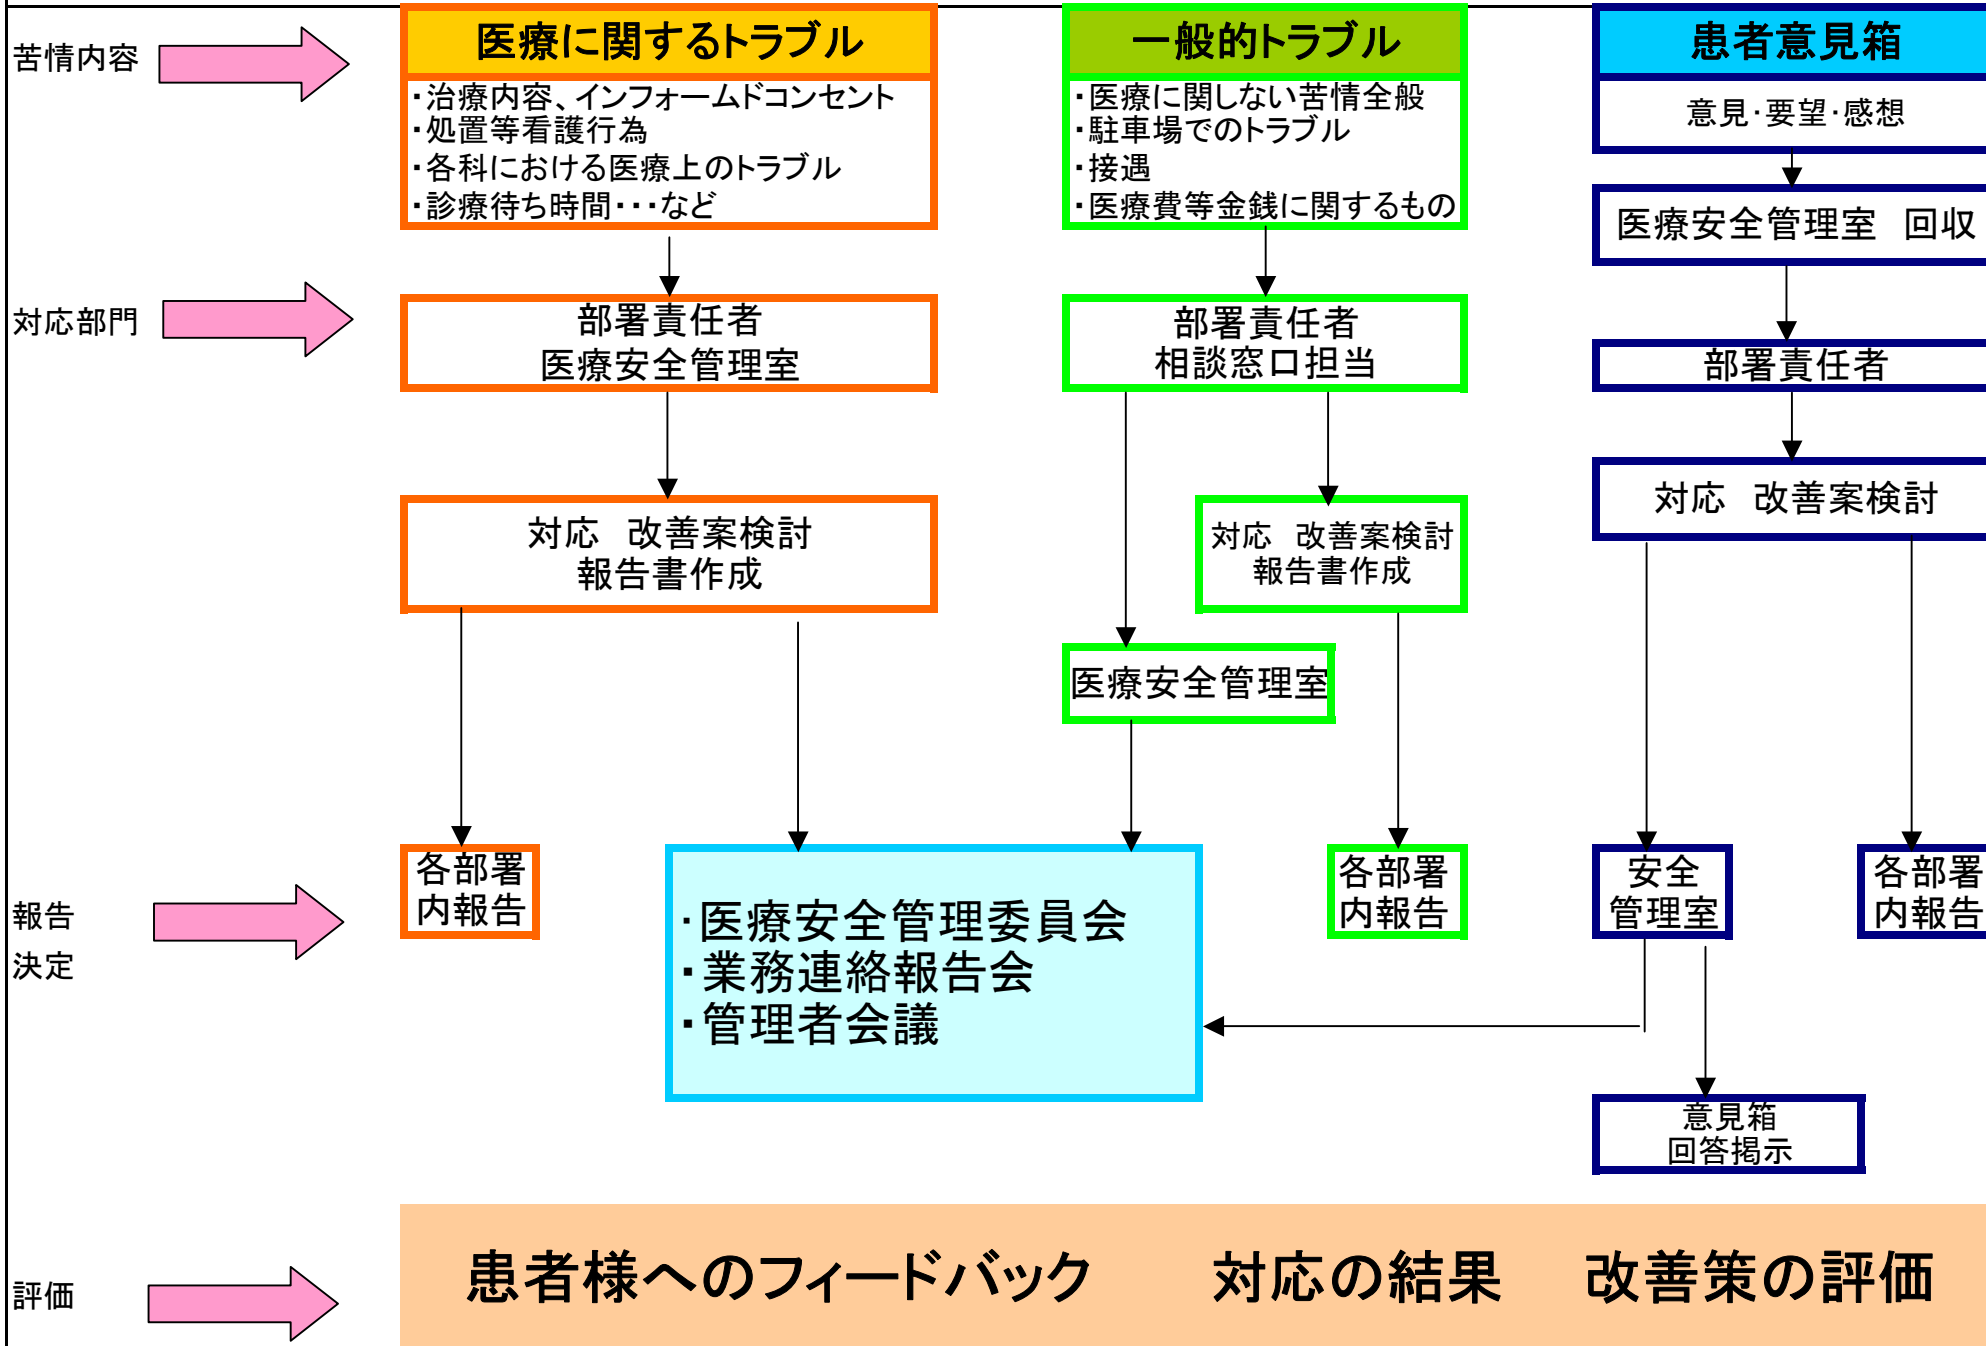 苦情内容
医療に関するトラブル
・治療内容、インフォームドコンセント
・処置等看護行為
・各科における医療上のトラブル
・診療待ち時間・・・など
一般的トラブル
・医療に関しない苦情全般
・駐車場でのトラブル
・接遇
・医療費等金銭に関するもの
患者意見箱
意見・要望・感想
医療安全管理室　回収
対応部門
部署責任者
医療安全管理室
部署責任者
相談窓口担当
部署責任者
対応　改善案検討
報告書作成
対応　改善案検討
報告書作成
対応　改善案検討
医療安全管理室
報告
決定
各部署
内報告
・医療安全管理委員会
・業務連絡報告会
・管理者会議
各部署
内報告
安全
管理室
各部署
内報告
意見箱
回答掲示
評価
患者様へのフィードバック　対応の結果　改善策の評価